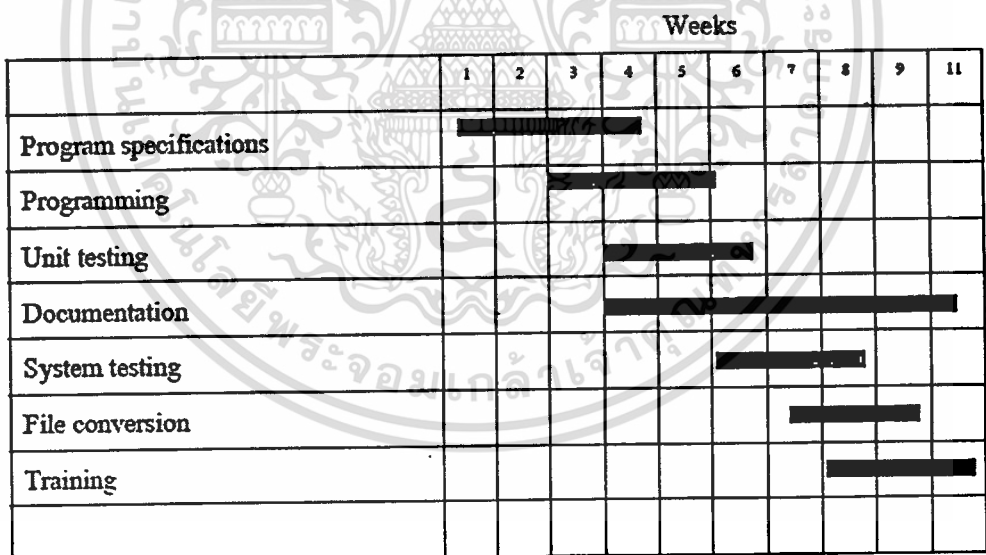 Weeks
1 2 3 4 5 6 7 8 9 11
Program specifications
Programming
Unit testing
Documentation
System testing
File conversion
Training